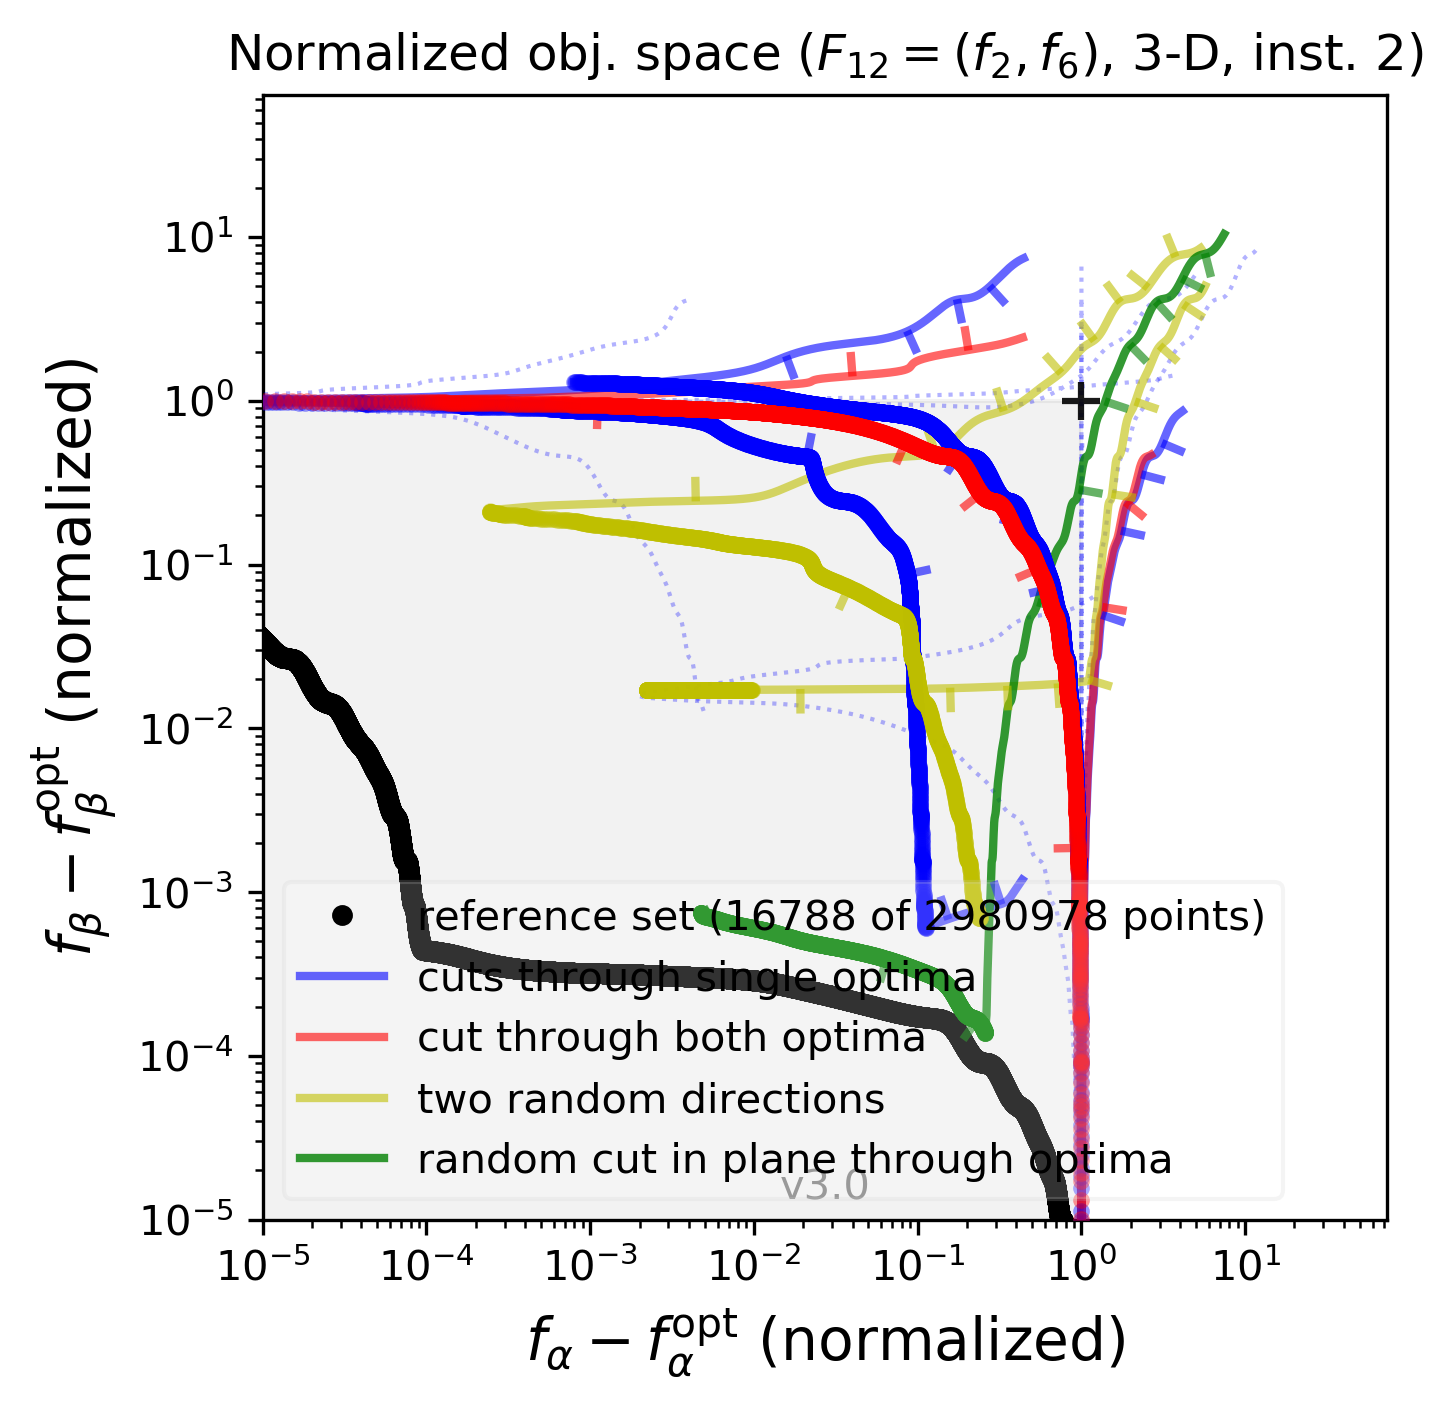 Normalized obj. space (F₁₂ = (f₂, f₆), 3-D, inst. 2)
10¹
10⁰
10⁻¹
10⁻²
10⁻³
10⁻⁴
10⁻⁵
f_β − f_β^opt (normalized)
reference set (16788 of 2980978 points)
cuts through single optima
cut through both optima
two random directions
random cut in plane through optima
v3.0
10⁻⁵ 10⁻⁴ 10⁻³ 10⁻² 10⁻¹ 10⁰ 10¹
f_α − f_α^opt (normalized)